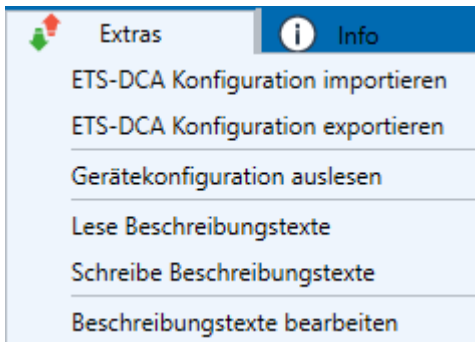 Extras
Info
ETS-DCA Konfiguration importieren
ETS-DCA Konfiguration exportieren
Gerätekonfiguration auslesen
Lese Beschreibungstexte
Schreibe Beschreibungstexte
Beschreibungstexte bearbeiten